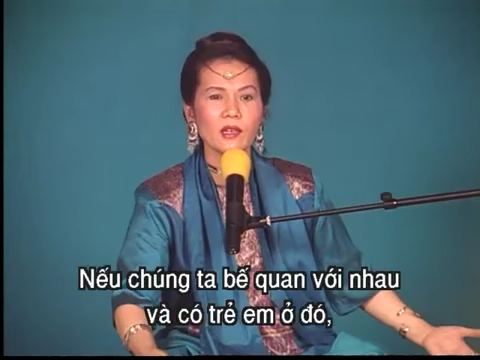 Nếu chúng ta bế quan với nhau
và có trẻ em ở đó,